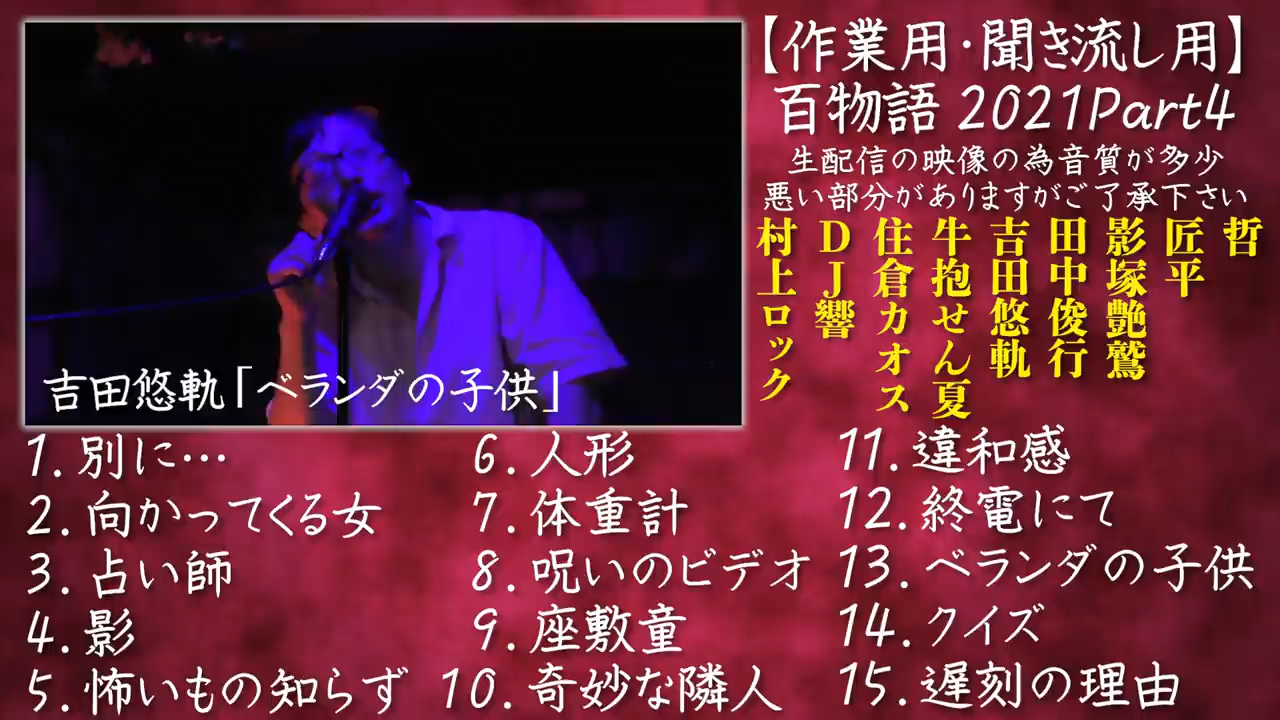 【作業用・聞き流し用】
百物語 2021Part4
生配信の映像の為音質が多少
悪い部分がありますがご了承下さい
哲
匠平
影塚艶鷲
田中俊行
吉田悠軌
牛抱せん夏
住倉カオス
DJ響
村上ロック
吉田悠軌「ベランダの子供」
1. 別に…
2. 向かってくる女
3. 占い師
4. 影
5. 怖いもの知らず
6. 人形
7. 体重計
8. 呪いのビデオ
9. 座敷童
10. 奇妙な隣人
11. 違和感
12. 終電にて
13. ベランダの子供
14. クイズ
15. 遅刻の理由